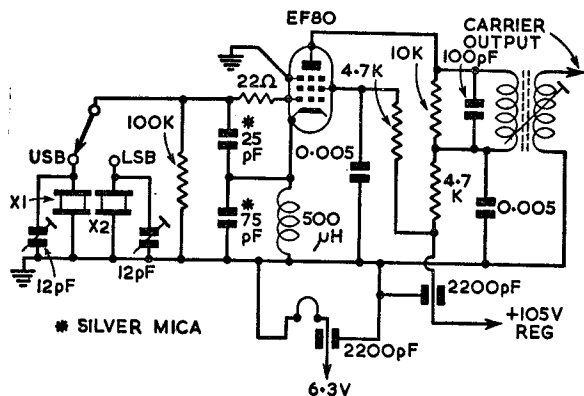 EF80
CARRIER
OUTPUT
100pF
10K
4·7K
22Ω
100K
*
25
pF
0·005
USB
LSB
X1
X2
*
75
pF
500
μH
4·7
K
0·005
12pF
12pF
2200pF
* SILVER MICA
2200pF
+105V
REG
6·3V